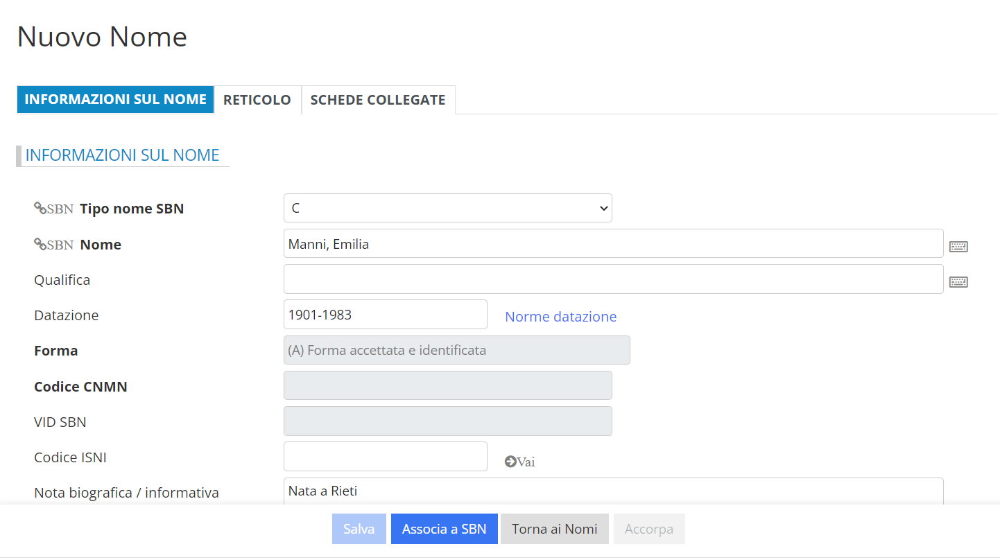 Nuovo Nome
INFORMAZIONI SUL NOME RETICOLO SCHEDE COLLEGATE
INFORMAZIONI SUL NOME
SBN Tipo nome SBN C
SBN Nome Manni, Emilia
Qualifica
Datazione 1901-1983 Norme datazione
Forma (A) Forma accettata e identificata
Codice CNMN
VID SBN
Codice ISNI Vai
Nota biografica / informativa Nata a Rieti
Salva Associa a SBN Torna ai Nomi Accorpa